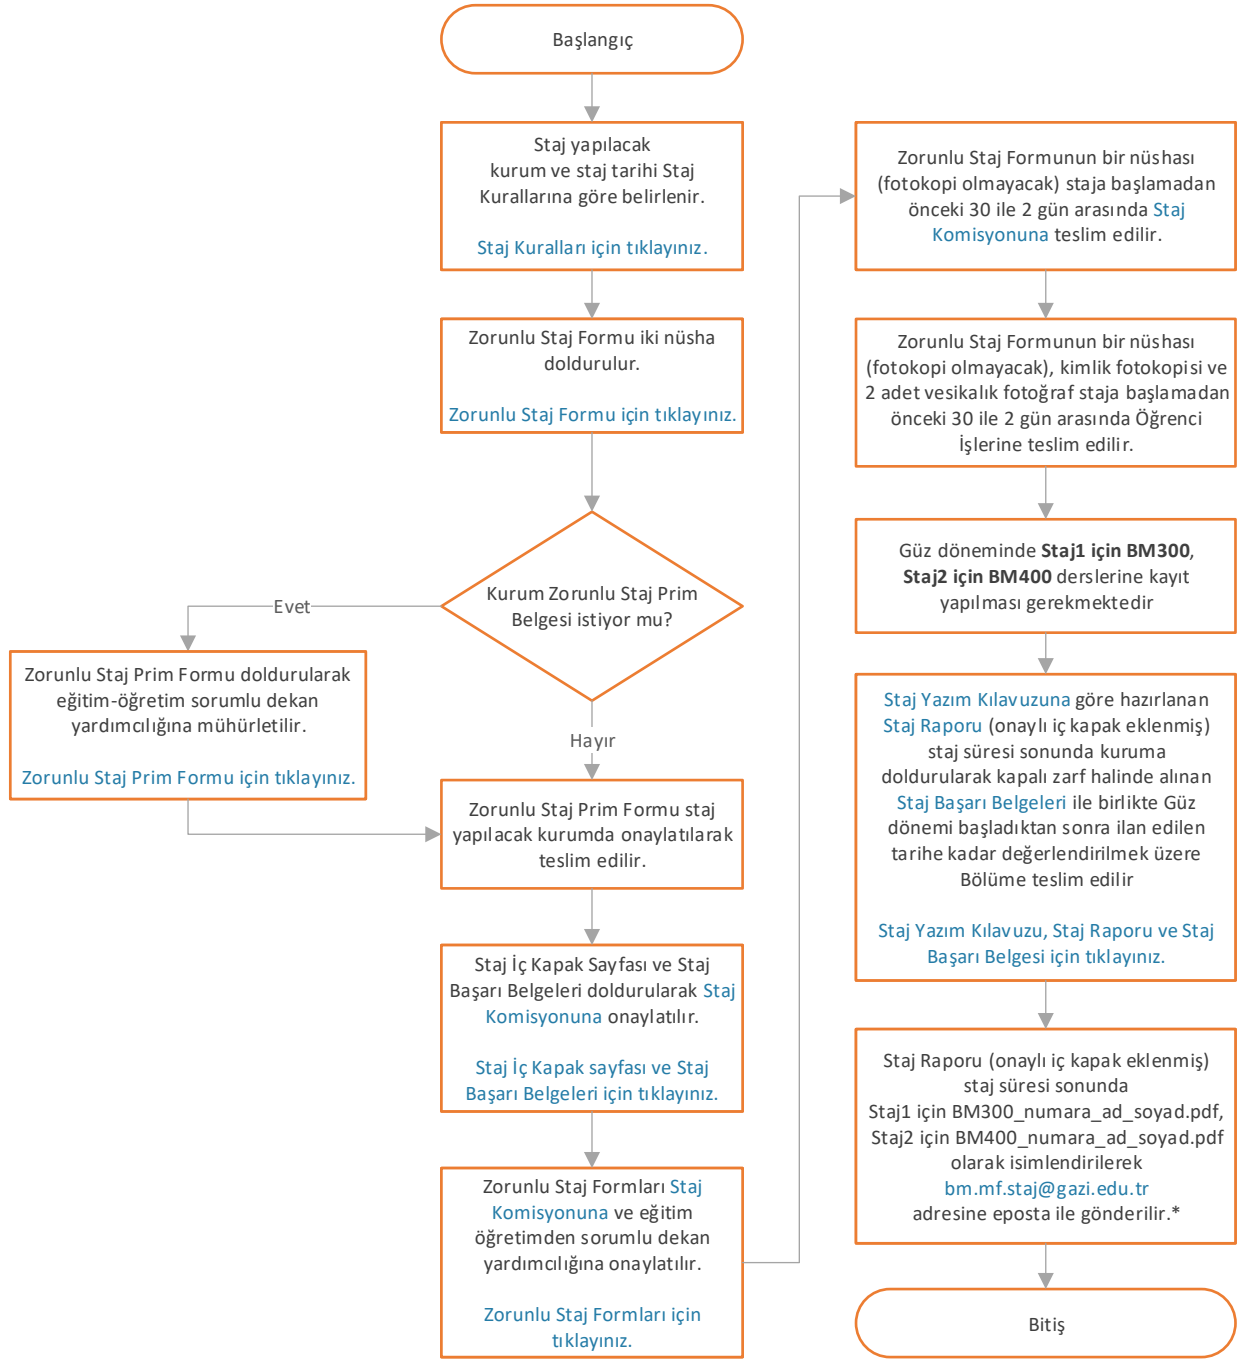 Başlangıç
Staj yapılacak
kurum ve staj tarihi Staj
Kurallarına göre belirlenir.
Staj Kuralları için tıklayınız.
Zorunlu Staj Formu iki nüsha
doldurulur.
Zorunlu Staj Formu için tıklayınız.
Kurum Zorunlu Staj Prim
Belgesi istiyor mu?
Evet
Zorunlu Staj Prim Formu doldurularak
eğitim-öğretim sorumlu dekan
yardımcılığına mühürletilir.
Zorunlu Staj Prim Formu için tıklayınız.
Hayır
Zorunlu Staj Prim Formu staj
yapılacak kurumda onaylatılarak
teslim edilir.
Staj İç Kapak Sayfası ve Staj
Başarı Belgeleri doldurularak Staj
Komisyonuna onaylatılır.
Staj İç Kapak sayfası ve Staj
Başarı Belgeleri için tıklayınız.
Zorunlu Staj Formları Staj
Komisyonuna ve eğitim
öğretimden sorumlu dekan
yardımcılığına onaylatılır.
Zorunlu Staj Formları için
tıklayınız.
Zorunlu Staj Formunun bir nüshası
(fotokopi olmayacak) staja başlamadan
önceki 30 ile 2 gün arasında Staj
Komisyonuna teslim edilir.
Zorunlu Staj Formunun bir nüshası
(fotokopi olmayacak), kimlik fotokopisi ve
2 adet vesikalık fotoğraf staja başlamadan
önceki 30 ile 2 gün arasında Öğrenci
İşlerine teslim edilir.
Güz döneminde Staj1 için BM300,
Staj2 için BM400 derslerine kayıt
yapılması gerekmektedir
Staj Yazım Kılavuzuna göre hazırlanan
Staj Raporu (onaylı iç kapak eklenmiş)
staj süresi sonunda kuruma
doldurularak kapalı zarf halinde alınan
Staj Başarı Belgeleri ile birlikte Güz
dönemi başladıktan sonra ilan edilen
tarihe kadar değerlendirilmek üzere
Bölüme teslim edilir
Staj Yazım Kılavuzu, Staj Raporu ve Staj
Başarı Belgesi için tıklayınız.
Staj Raporu (onaylı iç kapak eklenmiş)
staj süresi sonunda
Staj1 için BM300_numara_ad_soyad.pdf,
Staj2 için BM400_numara_ad_soyad.pdf
olarak isimlendirilerek
bm.mf.staj@gazi.edu.tr
adresine eposta ile gönderilir.*
Bitiş